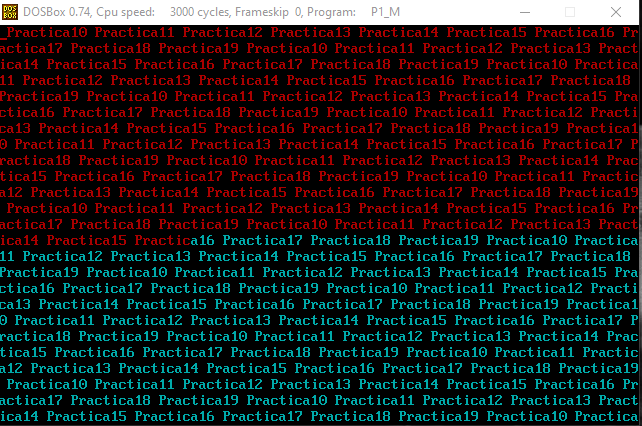 _Practica10 Practica11 Practica12 Practica13 Practica14 Practica15 Practica16 Pr
actica17 Practica18 Practica19 Practica10 Practica11 Practica12 Practica13 Pract
ica14 Practica15 Practica16 Practica17 Practica18 Practica19 Practica10 Practica
11 Practica12 Practica13 Practica14 Practica15 Practica16 Practica17 Practica18
Practica19 Practica10 Practica11 Practica12 Practica13 Practica14 Practica15 Pra
ctica16 Practica17 Practica18 Practica19 Practica10 Practica11 Practica12 Practi
ca13 Practica14 Practica15 Practica16 Practica17 Practica18 Practica19 Practica1
0 Practica11 Practica12 Practica13 Practica14 Practica15 Practica16 Practica17 P
ractica18 Practica19 Practica10 Practica11 Practica12 Practica13 Practica14 Prac
tica15 Practica16 Practica17 Practica18 Practica19 Practica10 Practica11 Practic
a12 Practica13 Practica14 Practica15 Practica16 Practica17 Practica18 Practica19
Practica10 Practica11 Practica12 Practica13 Practica14 Practica15 Practica16 Pr
actica17 Practica18 Practica19 Practica10 Practica11 Practica12 Practica13 Pract
ica14 Practica15 Practica16 Practica17 Practica18 Practica19 Practica10 Practica
11 Practica12 Practica13 Practica14 Practica15 Practica16 Practica17 Practica18
Practica19 Practica10 Practica11 Practica12 Practica13 Practica14 Practica15 Pra
ctica16 Practica17 Practica18 Practica19 Practica10 Practica11 Practica12 Practi
ca13 Practica14 Practica15 Practica16 Practica17 Practica18 Practica19 Practica1
0 Practica11 Practica12 Practica13 Practica14 Practica15 Practica16 Practica17 P
ractica18 Practica19 Practica10 Practica11 Practica12 Practica13 Practica14 Prac
tica15 Practica16 Practica17 Practica18 Practica19 Practica10 Practica11 Practic
a12 Practica13 Practica14 Practica15 Practica16 Practica17 Practica18 Practica19
Practica10 Practica11 Practica12 Practica13 Practica14 Practica15 Practica16 Pr
actica17 Practica18 Practica19 Practica10 Practica11 Practica12 Practica13 Pract
ica14 Practica15 Practica16 Practica17 Practica18 Practica19 Practica10 Practica
DOS BOX DOSBox 0.74, Cpu speed: 3000 cycles, Frameskip 0, Program: P1_M